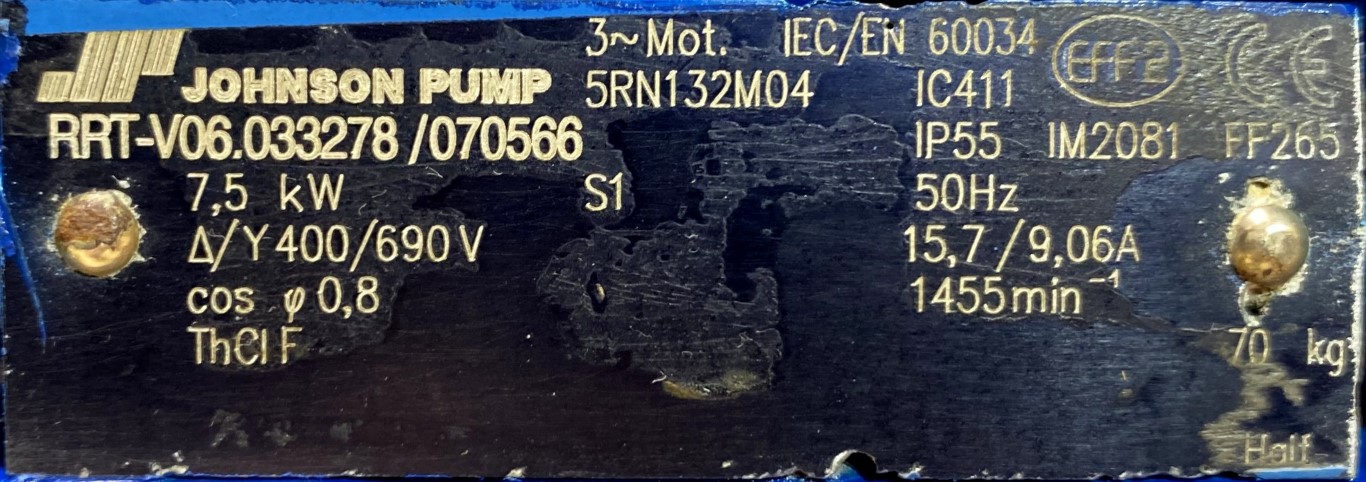 3~Mot. IEC/EN 60034 EFF2 CE
JOHNSON PUMP 5RN132M04 IC411
RRT-V06.033278 /070566 IP55 IM2081 FF265
7,5 kW S1 50Hz
Δ/Y 400/690 V 15,7 / 9,06A
cos φ 0,8 1455min⁻¹
ThCl F 70 kg
Half